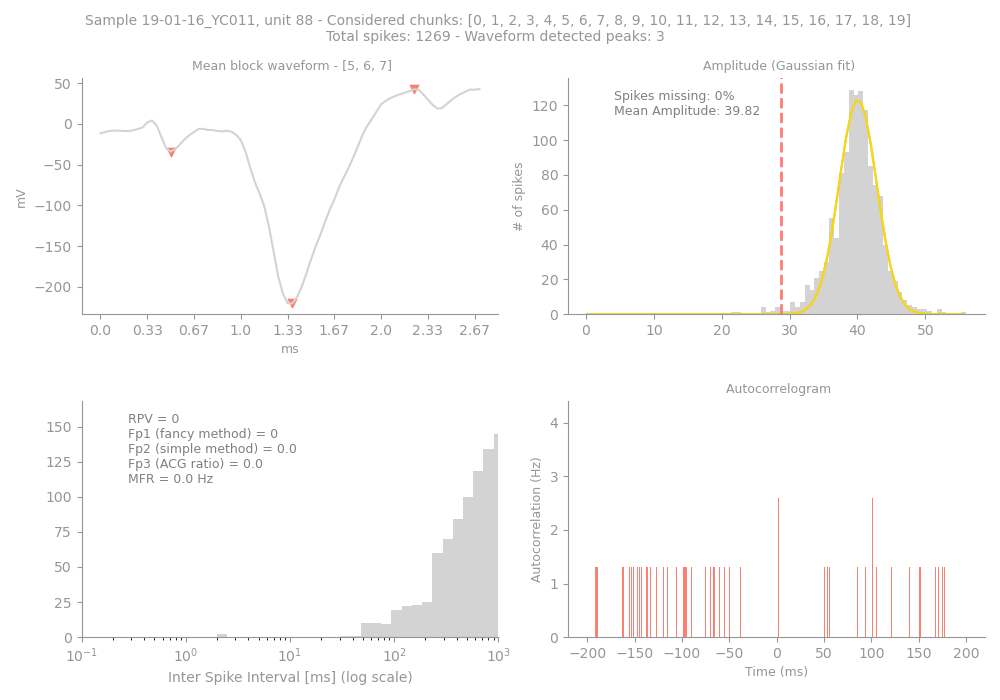 Sample 19-01-16_YC011, unit 88 - Considered chunks: [0, 1, 2, 3, 4, 5, 6, 7, 8, 9, 10, 11, 12, 13, 14, 15, 16, 17, 18, 19]
Total spikes: 1269 - Waveform detected peaks: 3
Mean block waveform - [5, 6, 7]
50
0
−50
−100
−150
−200
mV
0.0 0.33 0.67 1.0 1.33 1.67 2.0 2.33 2.67
ms
Amplitude (Gaussian fit)
Spikes missing: 0%
Mean Amplitude: 39.82
120
100
80
60
40
20
0
# of spikes
0 10 20 30 40 50
RPV = 0
Fp1 (fancy method) = 0
Fp2 (simple method) = 0.0
Fp3 (ACG ratio) = 0.0
MFR = 0.0 Hz
150
125
100
75
50
25
0
10⁻¹ 10⁰ 10¹ 10² 10³
Inter Spike Interval [ms] (log scale)
Autocorrelogram
4
3
2
1
0
Autocorrelation (Hz)
−200 −150 −100 −50 0 50 100 150 200
Time (ms)